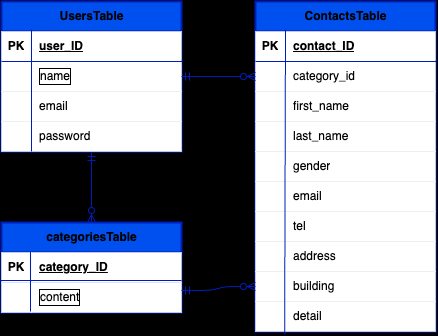 UsersTable
PK user_ID
name
email
password
ContactsTable
PK contact_ID
category_id
first_name
last_name
gender
email
tel
address
building
detail
categoriesTable
PK category_ID
content